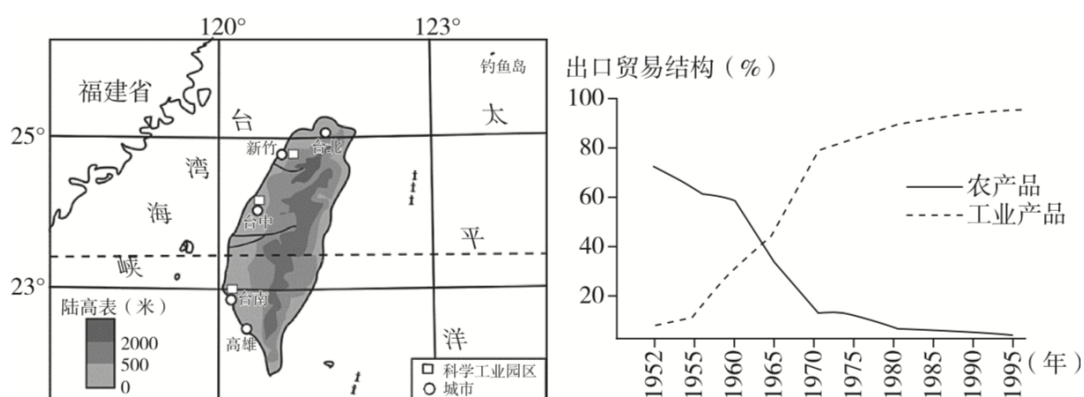 120°
123°
钓鱼岛
福建省
台
太
25°
新竹
台北
湾
海
台中
平
峡
23°
台南
陆高表（米）
2000
500
0
高雄
洋
科学工业园区
城市
出口贸易结构（%）
100
80
60
40
20
农产品
工业产品
1952
1955
1960
1965
1970
1975
1980
1985
1990
1995
（年）